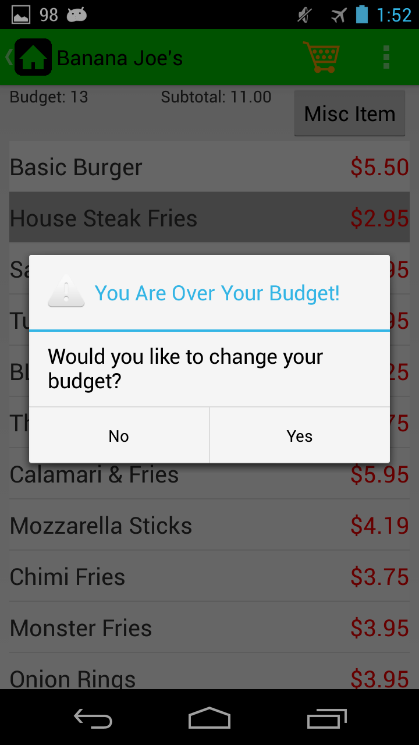 98 1:52
Banana Joe's
Budget: 13 Subtotal: 11.00
Misc Item
Basic Burger $5.50
House Steak Fries $2.95
You Are Over Your Budget!
Would you like to change your
budget?
No Yes
Calamari & Fries $5.95
Mozzarella Sticks $4.19
Chimi Fries $3.75
Monster Fries $3.95
Onion Rings $3.95